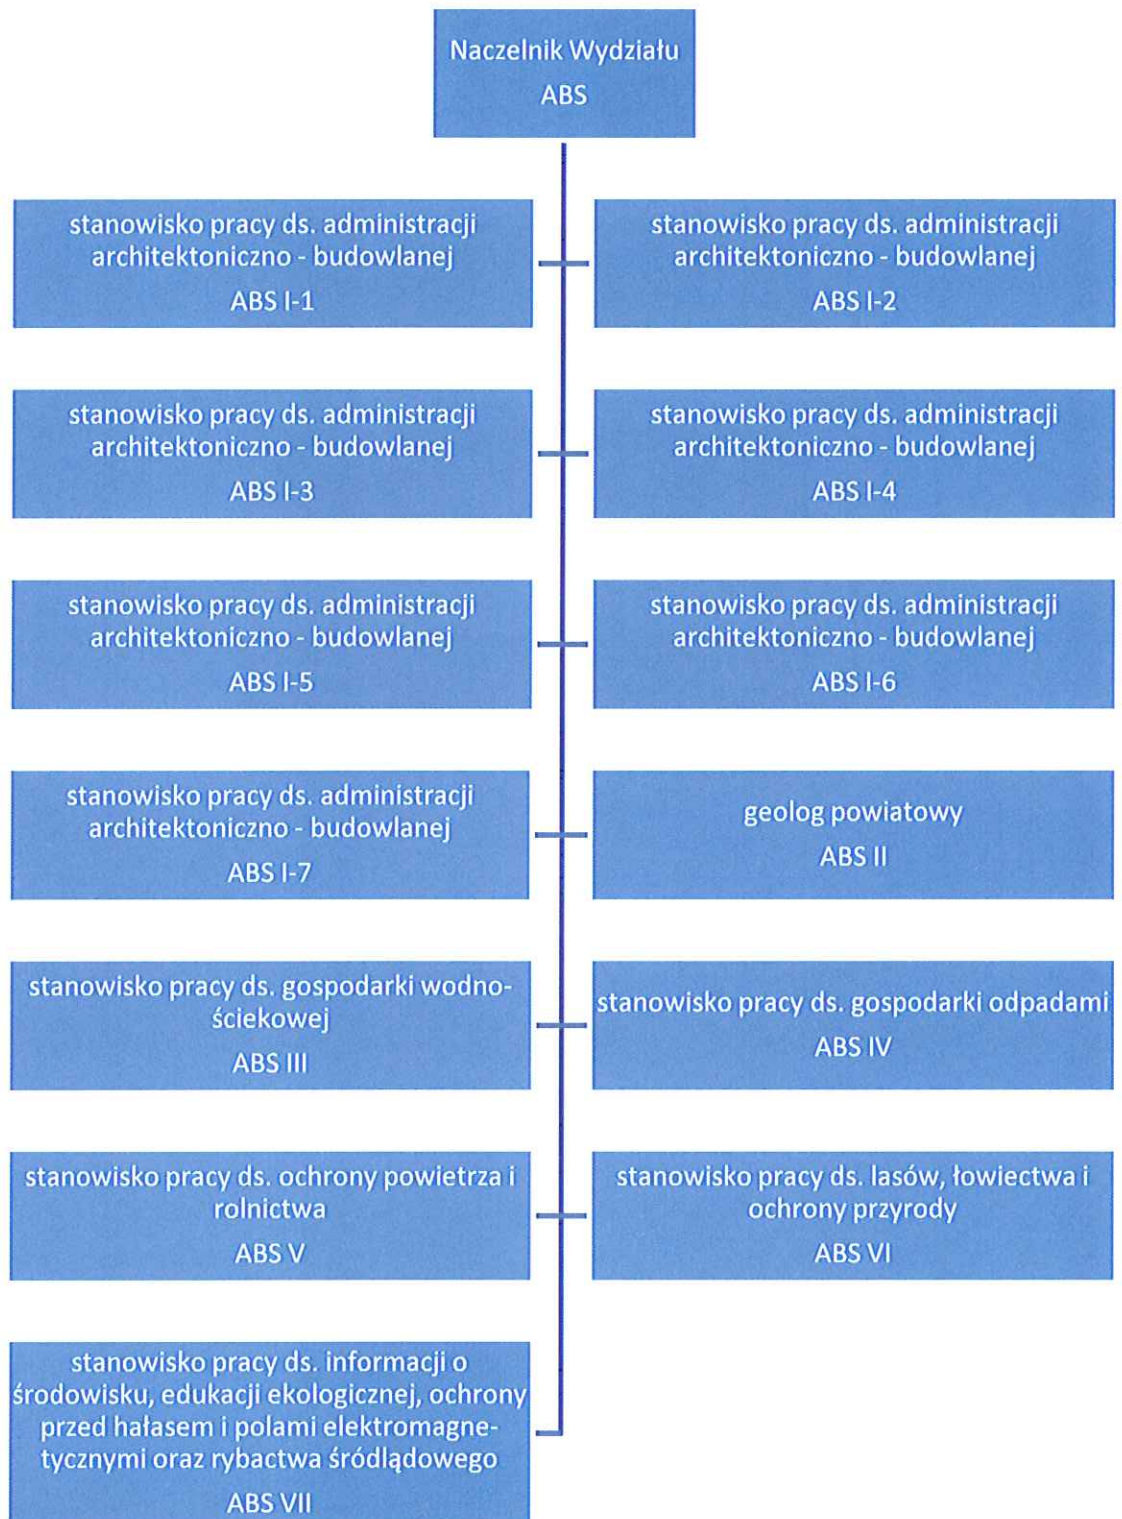 Naczelnik Wydziału
ABS
stanowisko pracy ds. administracji
architektoniczno - budowlanej
ABS I-1
stanowisko pracy ds. administracji
architektoniczno - budowlanej
ABS I-2
stanowisko pracy ds. administracji
architektoniczno - budowlanej
ABS I-3
stanowisko pracy ds. administracji
architektoniczno - budowlanej
ABS I-4
stanowisko pracy ds. administracji
architektoniczno - budowlanej
ABS I-5
stanowisko pracy ds. administracji
architektoniczno - budowlanej
ABS I-6
stanowisko pracy ds. administracji
architektoniczno - budowlanej
ABS I-7
geolog powiatowy
ABS II
stanowisko pracy ds. gospodarki wodno-
ściekowej
ABS III
stanowisko pracy ds. gospodarki odpadami
ABS IV
stanowisko pracy ds. ochrony powietrza i
rolnictwa
ABS V
stanowisko pracy ds. lasów, łowiectwa i
ochrony przyrody
ABS VI
stanowisko pracy ds. informacji o
środowisku, edukacji ekologicznej, ochrony
przed hałasem i polami elektromagne-
tycznymi oraz rybactwa śródlądowego
ABS VII